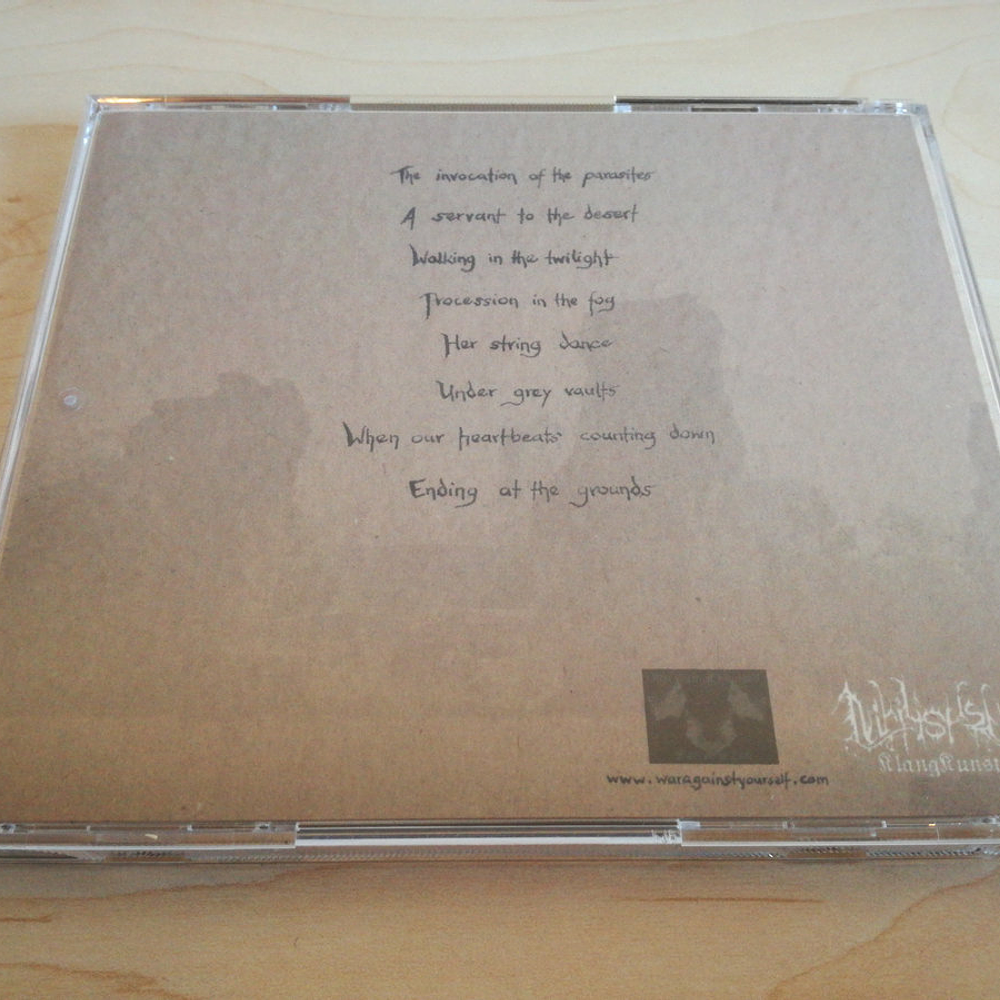 The invocation of the parasites
A servant to the desert
Walking in the twilight
Procession in the fog
Her string dance
Under grey vaults
When our heartbeats counting down
Ending at the grounds
www.waragainstyourself.com